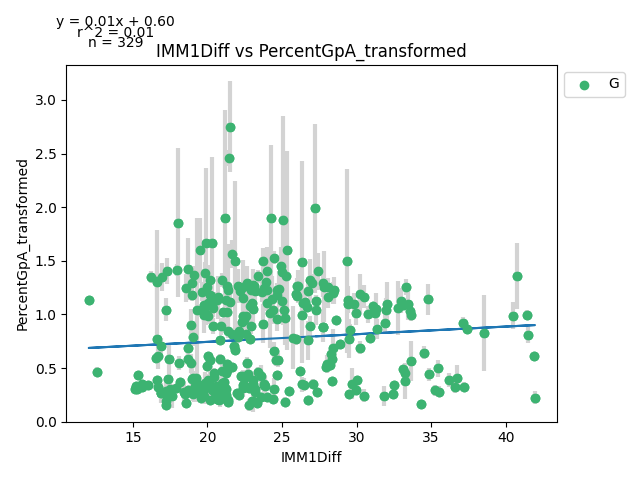 y = 0.01x + 0.60
r^2 = 0.01
n = 329
IMM1Diff vs PercentGpA_transformed
G
PercentGpA_transformed
3.0
2.5
2.0
1.5
1.0
0.5
0.0
15 20 25 30 35 40
IMM1Diff